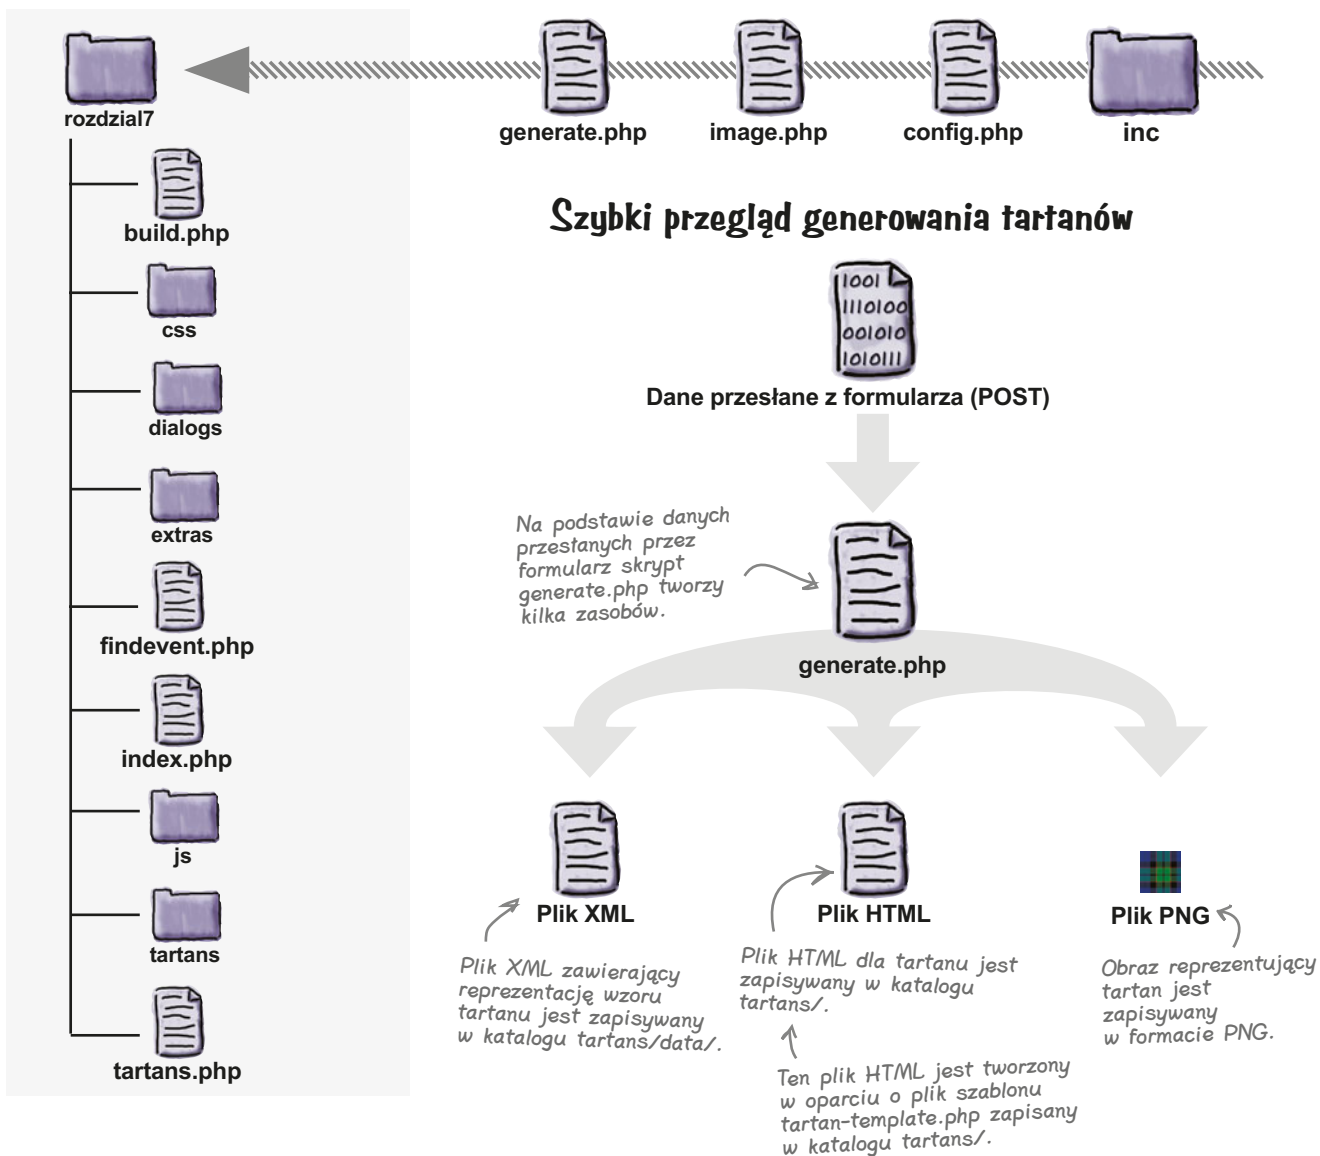 rozdzial7
build.php
css
dialogs
extras
findevent.php
index.php
js
tartans
tartans.php
generate.php
image.php
config.php
inc
Szybki przegląd generowania tartanów
1001
1110100
001010
1010111
Dane przesłane z formularza (POST)
Na podstawie danych
przesłanych przez
formularz skrypt
generate.php tworzy
kilka zasobów.
generate.php
Plik XML
Plik XML zawierający
reprezentację wzoru
tartanu jest zapisywany
w katalogu tartans/data/.
Plik HTML
Plik HTML dla tartanu jest
zapisywany w katalogu
tartans/.
Ten plik HTML jest tworzony
w oparciu o plik szablonu
tartan-template.php zapisany
w katalogu tartans/.
Plik PNG
Obraz reprezentujący
tartan jest
zapisywany
w formacie PNG.